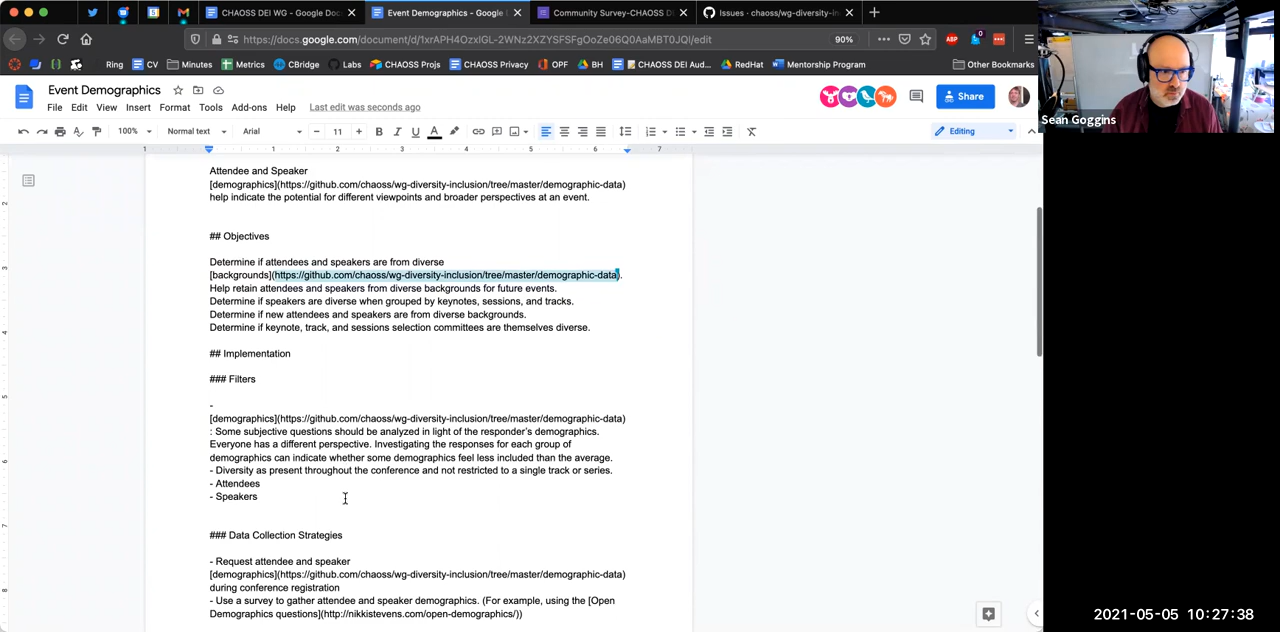 CHAOSS DEI WG - Google Doc
Event Demographics - Google
Community Survey-CHAOSS D
Issues · chaoss/wg-diversity-in
https://docs.google.com/document/d/1xrAPH4OzxIGL-2WNz2XZYSFSFgOoZe06Q0AaMBT0JQI/edit
90%
Ring
CV
Minutes
Metrics
CBridge
Labs
CHAOSS Projs
CHAOSS Privacy
OPF
BH
CHAOSS DEI Aud...
RedHat
Mentorship Program
Other Bookmarks
Event Demographics
File Edit View Insert Format Tools Add-ons Help Last edit was seconds ago
Share
100% Normal text Arial 11 Editing
Sean Goggins
Attendee and Speaker
[demographics](https://github.com/chaoss/wg-diversity-inclusion/tree/master/demographic-data)
help indicate the potential for different viewpoints and broader perspectives at an event.
## Objectives
Determine if attendees and speakers are from diverse
[backgrounds](https://github.com/chaoss/wg-diversity-inclusion/tree/master/demographic-data).
Help retain attendees and speakers from diverse backgrounds for future events.
Determine if speakers are diverse when grouped by keynotes, sessions, and tracks.
Determine if new attendees and speakers are from diverse backgrounds.
Determine if keynote, track, and sessions selection committees are themselves diverse.
## Implementation
### Filters
-
[demographics](https://github.com/chaoss/wg-diversity-inclusion/tree/master/demographic-data)
: Some subjective questions should be analyzed in light of the responder's demographics.
Everyone has a different perspective. Investigating the responses for each group of
demographics can indicate whether some demographics feel less included than the average.
- Diversity as present throughout the conference and not restricted to a single track or series.
- Attendees
- Speakers
### Data Collection Strategies
- Request attendee and speaker
[demographics](https://github.com/chaoss/wg-diversity-inclusion/tree/master/demographic-data)
during conference registration
- Use a survey to gather attendee and speaker demographics. (For example, using the [Open
Demographics questions](http://nikkistevens.com/open-demographics/))
2021-05-05 10:27:38